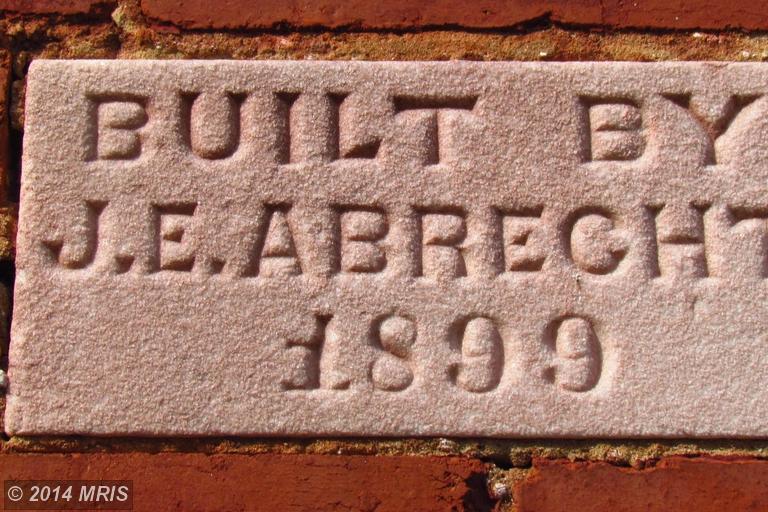 BUILT BY
J.E.ABRECHT
1899
© 2014 MRIS